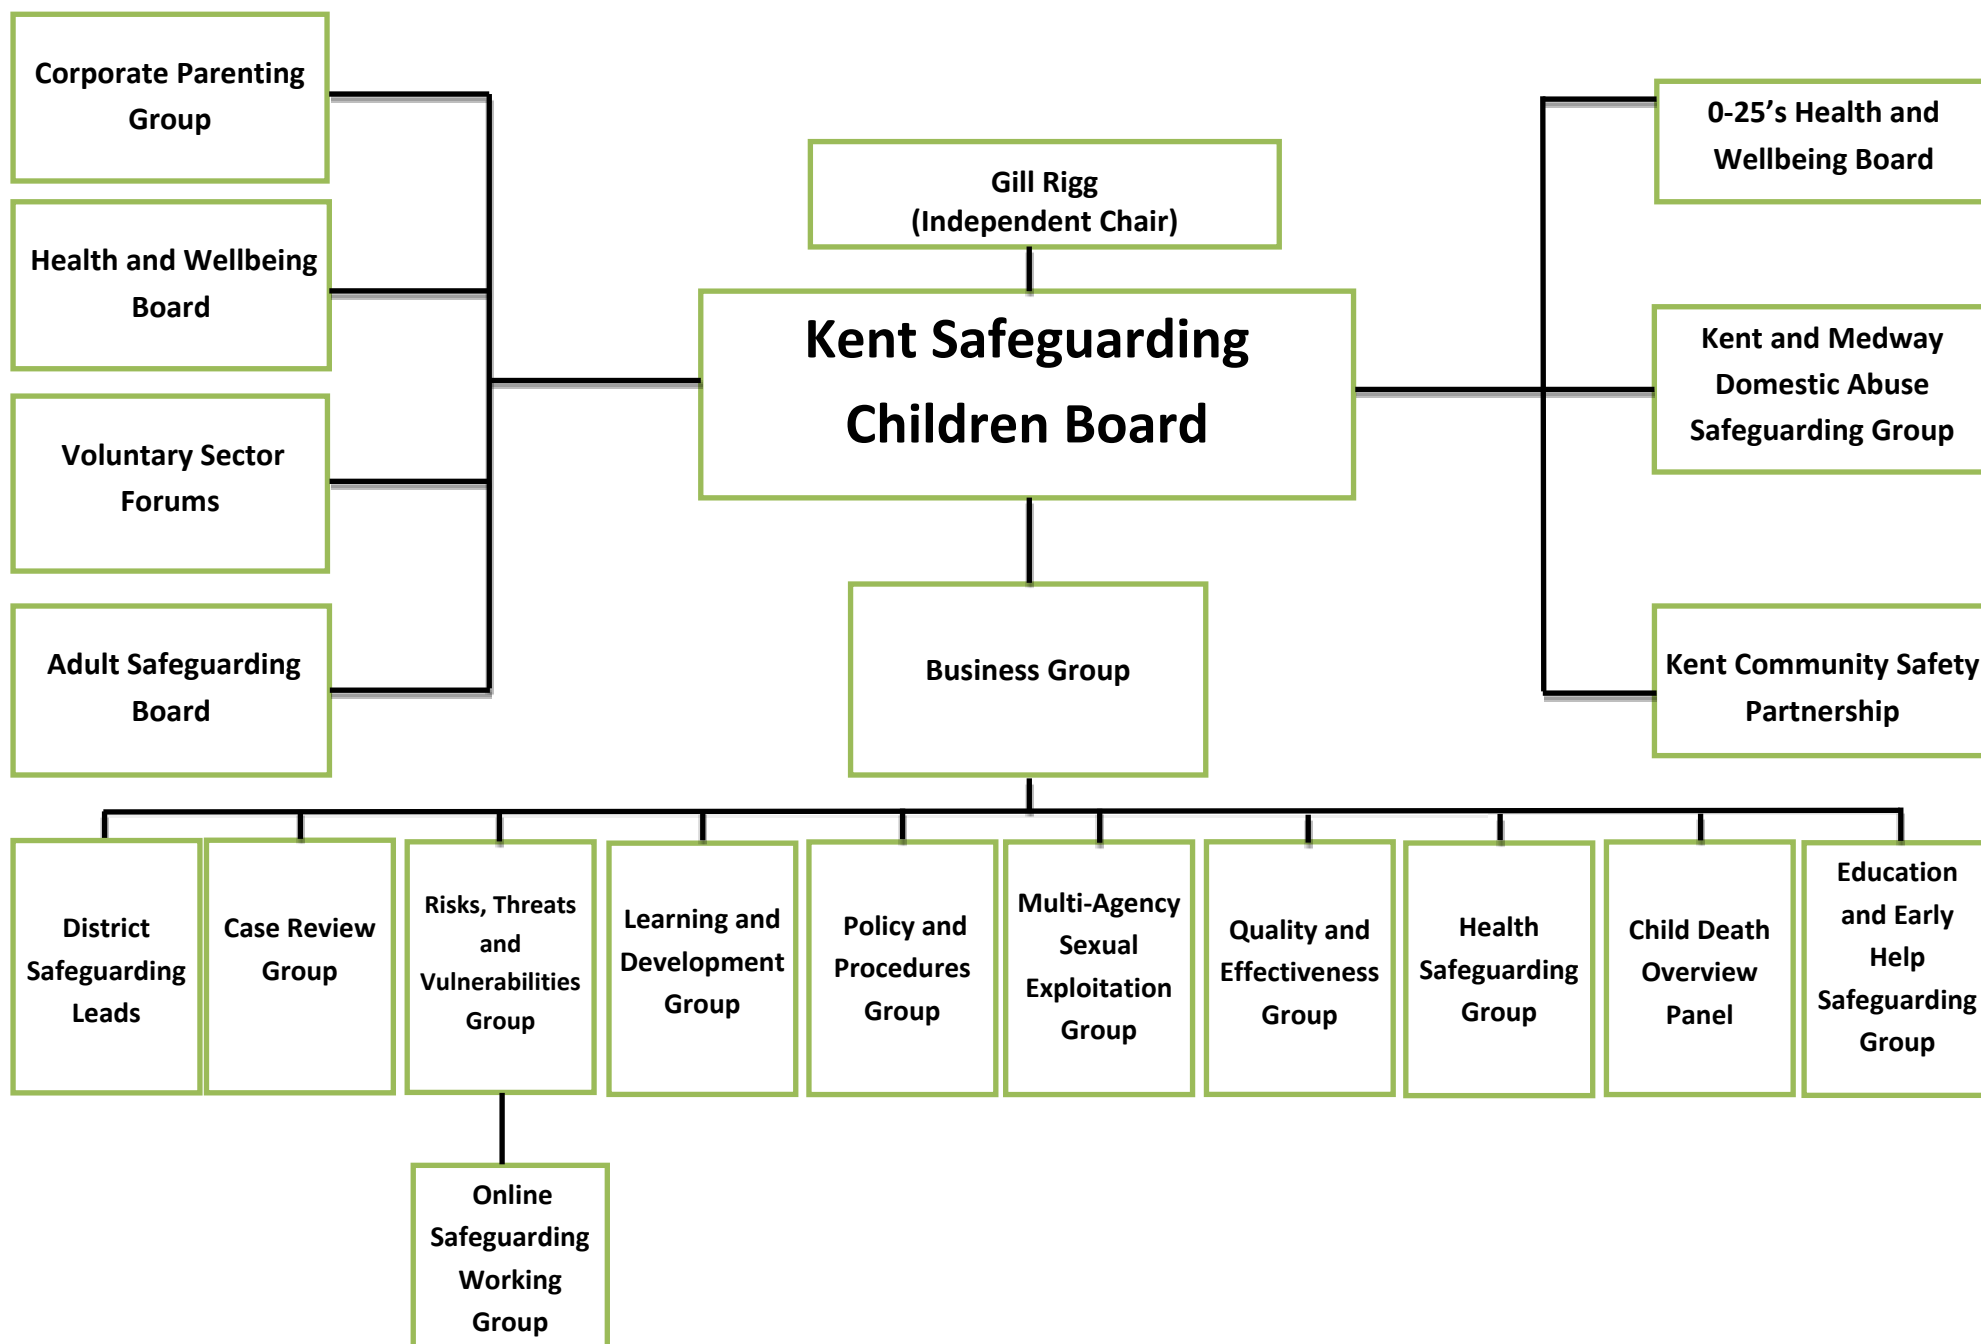 Corporate Parenting
Group
Health and Wellbeing
Board
Voluntary Sector
Forums
Adult Safeguarding
Board
Gill Rigg
(Independent Chair)
Kent Safeguarding
Children Board
Business Group
0-25’s Health and
Wellbeing Board
Kent and Medway
Domestic Abuse
Safeguarding Group
Kent Community Safety
Partnership
District
Safeguarding
Leads
Case Review
Group
Risks, Threats
and
Vulnerabilities
Group
Learning and
Development
Group
Policy and
Procedures
Group
Multi-Agency
Sexual
Exploitation
Group
Quality and
Effectiveness
Group
Health
Safeguarding
Group
Child Death
Overview
Panel
Education
and Early
Help
Safeguarding
Group
Online
Safeguarding
Working
Group